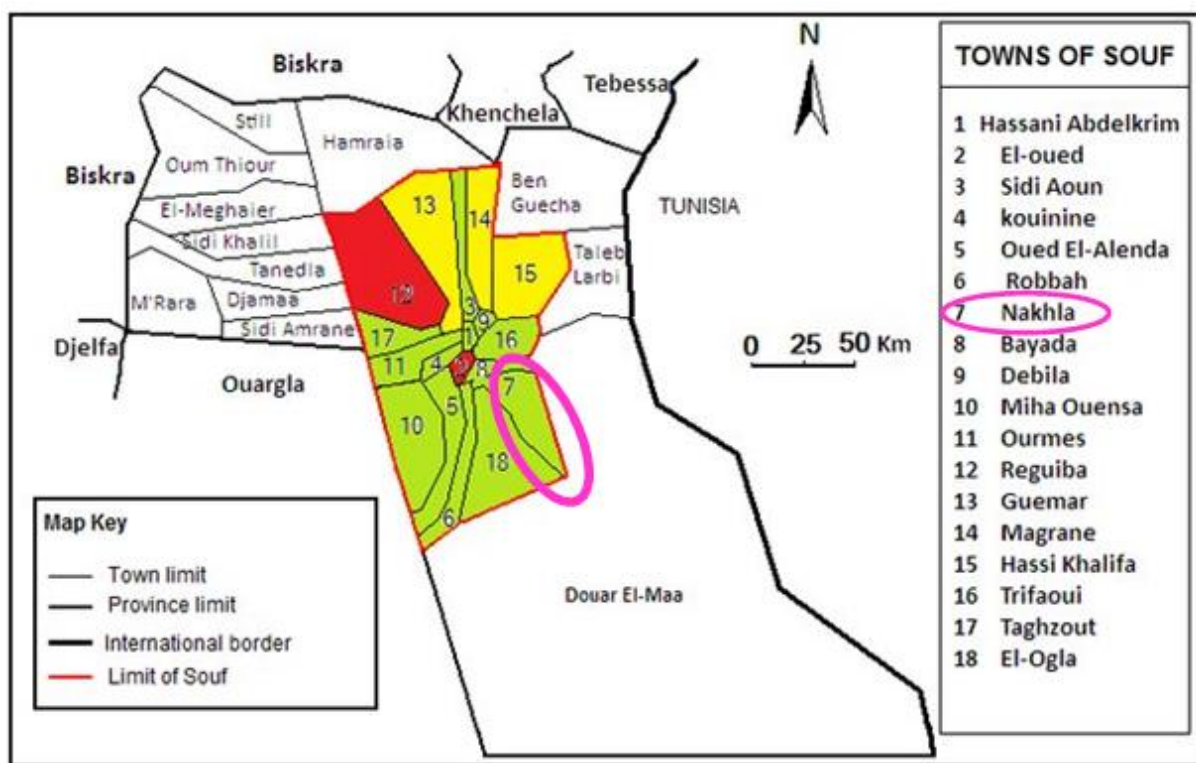 Biskra
Tebessa
N
Khenchela
Still
Hamraia
Oum Thiour
Biskra
Ben
Guecha
El-Meghaier
13
14
TUNISIA
Sidi Khalil
Taleb
Larbi
Tanedla
15
M'Rara
Djamaa
12
3
9
Sidi Amrane
17
1
16
Djelfa
11
4
2
8
7
0 25 50 Km
Ouargla
5
10
18
6
Douar El-Maa
Map Key
Town limit
Province limit
International border
Limit of Souf
TOWNS OF SOUF
1 Hassani Abdelkrim
2 El-oued
3 Sidi Aoun
4 kouinine
5 Oued El-Alenda
6 Robbah
7 Nakhla
8 Bayada
9 Debila
10 Miha Ouensa
11 Ourmes
12 Reguiba
13 Guemar
14 Magrane
15 Hassi Khalifa
16 Trifaoui
17 Taghzout
18 El-Ogla